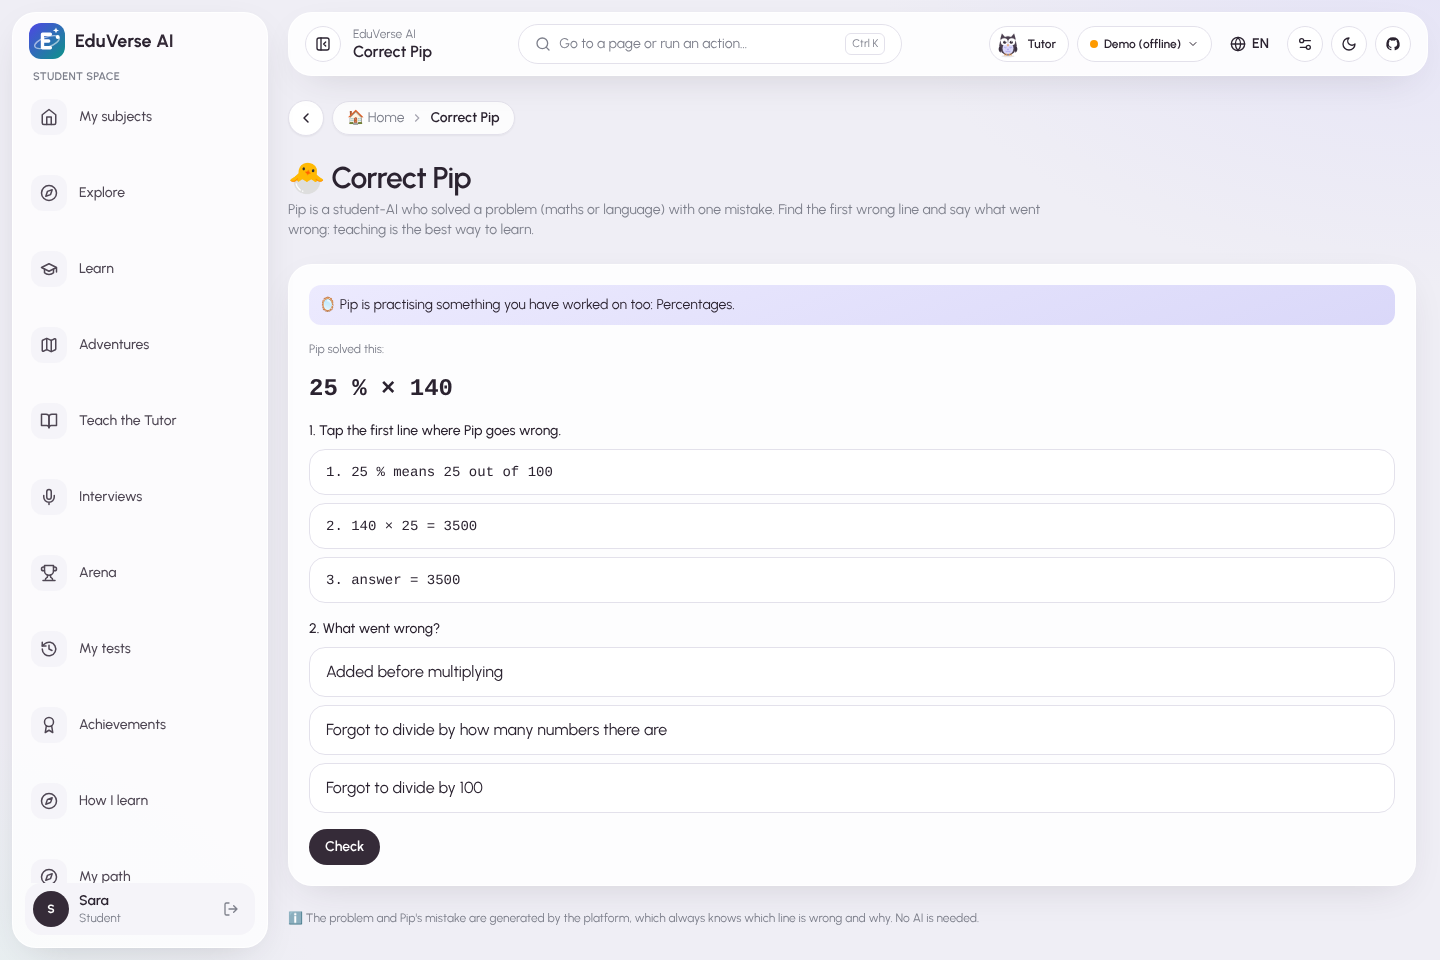 EduVerse AI
STUDENT SPACE
My subjects
Explore
Learn
Adventures
Teach the Tutor
Interviews
Arena
My tests
Achievements
How I learn
My path
S
Sara
Student
EduVerse AI
Correct Pip
Go to a page or run an action...
Ctrl K
Tutor
Demo (offline)
EN
Home
Correct Pip
Correct Pip
Pip is a student-AI who solved a problem (maths or language) with one mistake. Find the first wrong line and say what went
wrong: teaching is the best way to learn.
Pip is practising something you have worked on too: Percentages.
Pip solved this:
25 % × 140
1. Tap the first line where Pip goes wrong.
1. 25 % means 25 out of 100
2. 140 × 25 = 3500
3. answer = 3500
2. What went wrong?
Added before multiplying
Forgot to divide by how many numbers there are
Forgot to divide by 100
Check
The problem and Pip's mistake are generated by the platform, which always knows which line is wrong and why. No AI is needed.